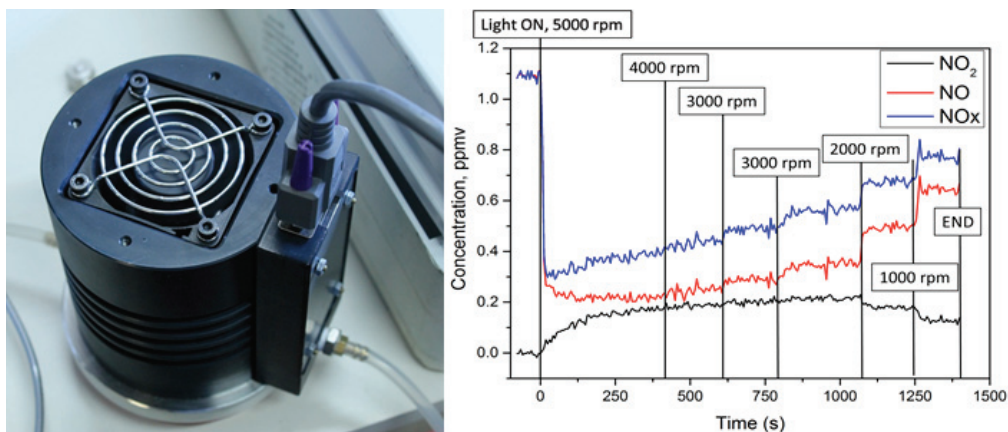 Light ON, 5000 rpm
4000 rpm
3000 rpm
3000 rpm
2000 rpm
1000 rpm
END
NO₂
NO
NOx
Concentration, ppmv
1.2
1.0
0.8
0.6
0.4
0.2
0.0
0
250
500
750
1000
1250
1500
Time (s)